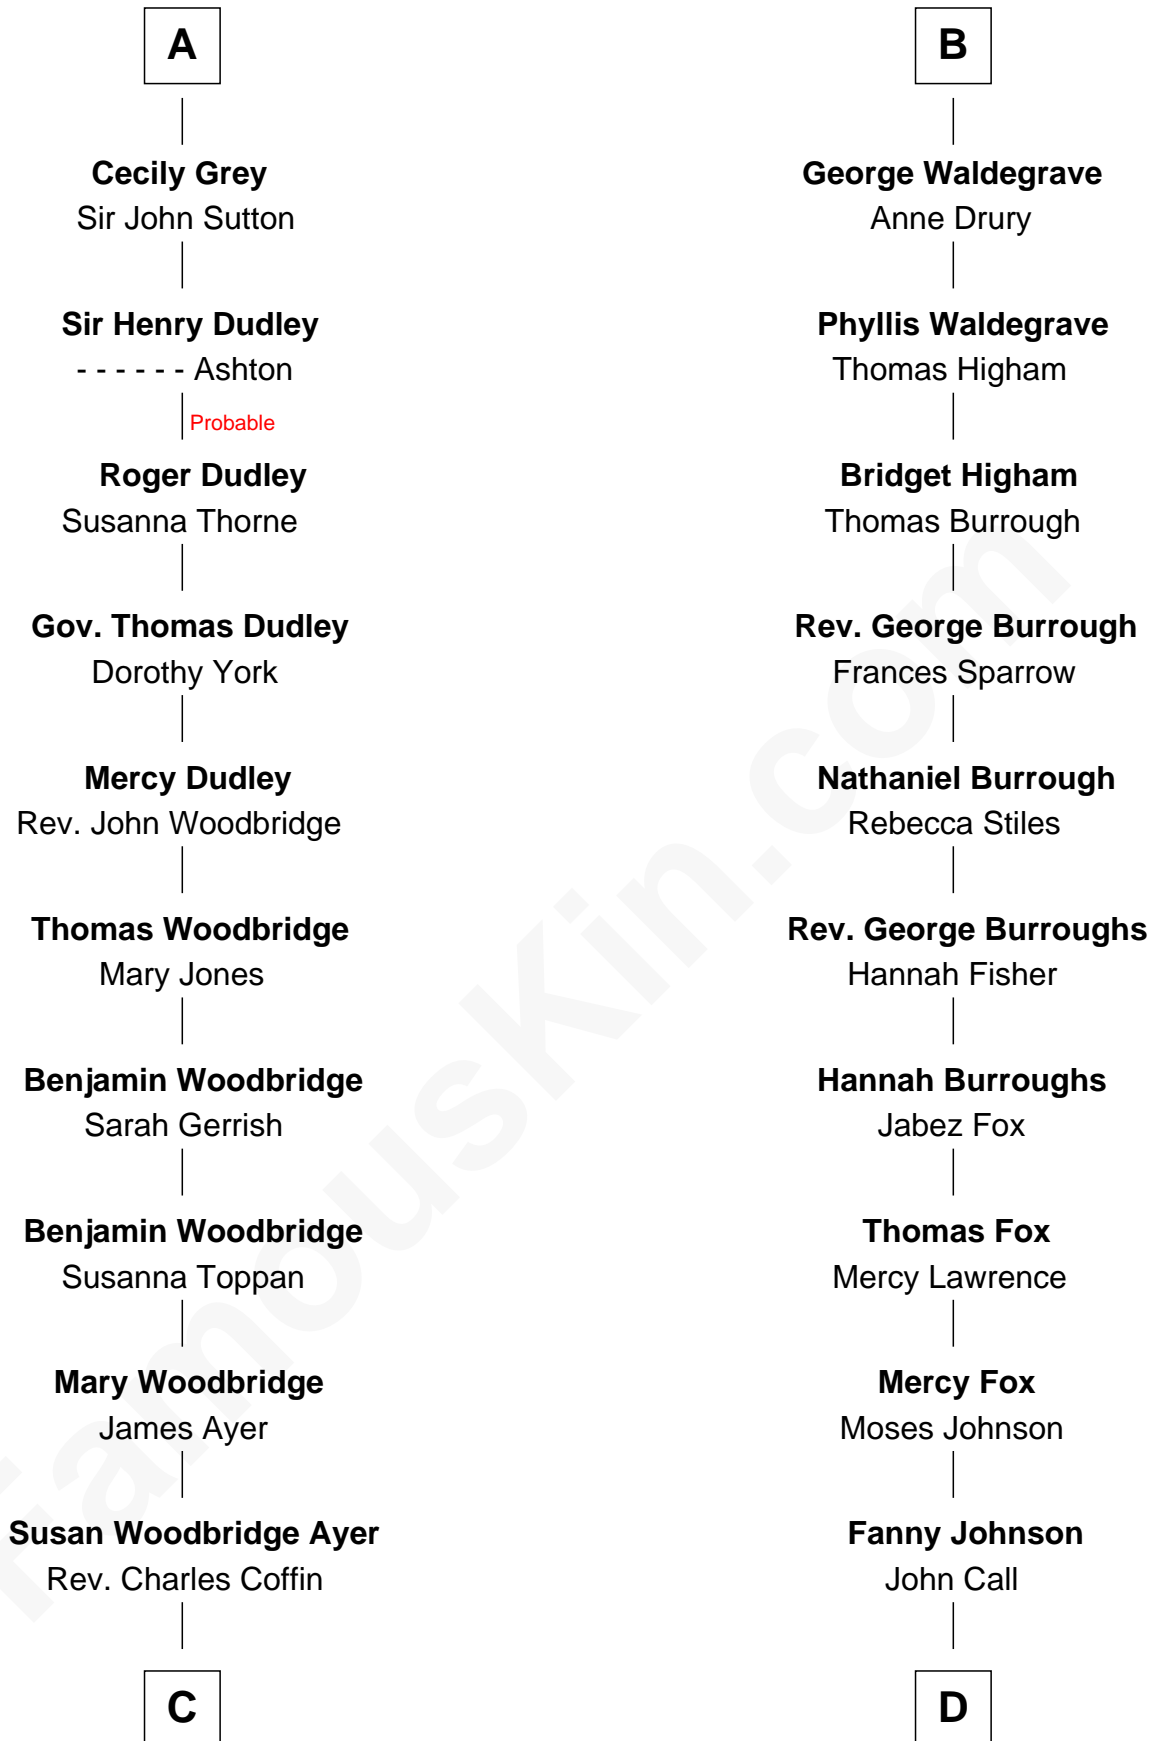 A
Cecily Grey
Sir John Sutton
Sir Henry Dudley
- - - - - - Ashton
Probable
Roger Dudley
Susanna Thorne
Gov. Thomas Dudley
Dorothy York
Mercy Dudley
Rev. John Woodbridge
Thomas Woodbridge
Mary Jones
Benjamin Woodbridge
Sarah Gerrish
Benjamin Woodbridge
Susanna Toppan
Mary Woodbridge
James Ayer
Susan Woodbridge Ayer
Rev. Charles Coffin
C
B
George Waldegrave
Anne Drury
Phyllis Waldegrave
Thomas Higham
Bridget Higham
Thomas Burrough
Rev. George Burrough
Frances Sparrow
Nathaniel Burrough
Rebecca Stiles
Rev. George Burroughs
Hannah Fisher
Hannah Burroughs
Jabez Fox
Thomas Fox
Mercy Lawrence
Mercy Fox
Moses Johnson
Fanny Johnson
John Call
D
FamousKin.com